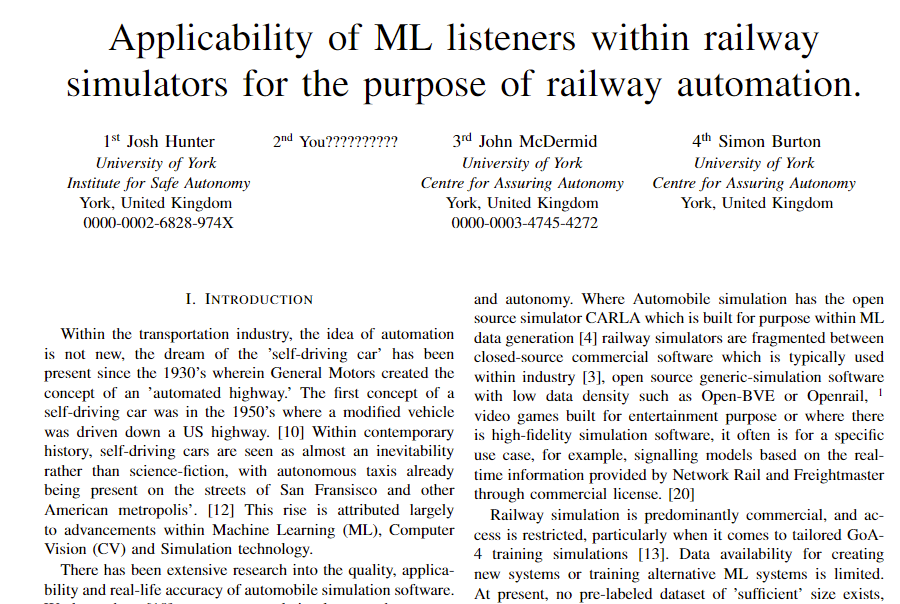 Applicability of ML listeners within railway
simulators for the purpose of railway automation.
1st Josh Hunter
University of York
Institute for Safe Autonomy
York, United Kingdom
0000-0002-6828-974X
2nd You??????????
3rd John McDermid
University of York
Centre for Assuring Autonomy
York, United Kingdom
0000-0003-4745-4272
4th Simon Burton
University of York
Centre for Assuring Autonomy
York, United Kingdom
I. INTRODUCTION
Within the transportation industry, the idea of automation
is not new, the dream of the 'self-driving car' has been
present since the 1930's wherein General Motors created the
concept of an 'automated highway.' The first concept of a
self-driving car was in the 1950's where a modified vehicle
was driven down a US highway. [10] Within contemporary
history, self-driving cars are seen as almost an inevitability
rather than science-fiction, with autonomous taxis already
being present on the streets of San Fransisco and other
American metropolis'. [12] This rise is attributed largely
to advancements within Machine Learning (ML), Computer
Vision (CV) and Simulation technology.
There has been extensive research into the quality, applica-
bility and real-life accuracy of automobile simulation software.
and autonomy. Where Automobile simulation has the open
source simulator CARLA which is built for purpose within ML
data generation [4] railway simulators are fragmented between
closed-source commercial software which is typically used
within industry [3], open source generic-simulation software
with low data density such as Open-BVE or Openrail, 1
video games built for entertainment purpose or where there
is high-fidelity simulation software, it often is for a specific
use case, for example, signalling models based on the real-
time information provided by Network Rail and Freightmaster
through commercial license. [20]
Railway simulation is predominantly commercial, and ac-
cess is restricted, particularly when it comes to tailored GoA-
4 training simulations [13]. Data availability for creating
new systems or training alternative ML systems is limited.
At present, no pre-labeled dataset of 'sufficient' size exists,